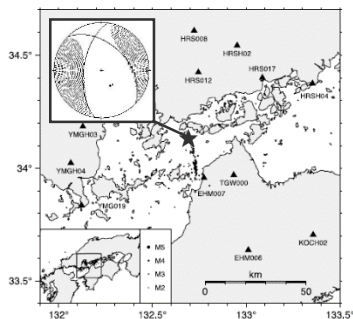 34.5˚
34˚
33.5˚
132˚
132.5˚
133˚
133.5˚
HRS008
HRSH02
HRS012
HRS017
HRSH04
YMGH03
YMGH04
YMG019
TGW000
EHM007
EHM006
KOCH02
km
0
25
50
M5
M4
M3
M2